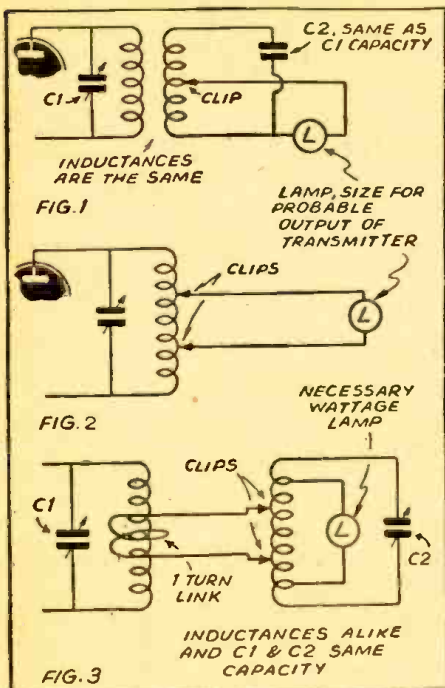 C2, SAME AS
C1 CAPACITY
C1
CLIP
INDUCTANCES
ARE THE SAME
FIG.1
LAMP, SIZE FOR
PROBABLE
OUTPUT OF
TRANSMITTER
L
CLIPS
L
FIG.2
NECESSARY
WATTAGE
LAMP
CLIPS
C1
L
C2
1 TURN
LINK
INDUCTANCES ALIKE
AND C1 & C2 SAME
CAPACITY
FIG.3